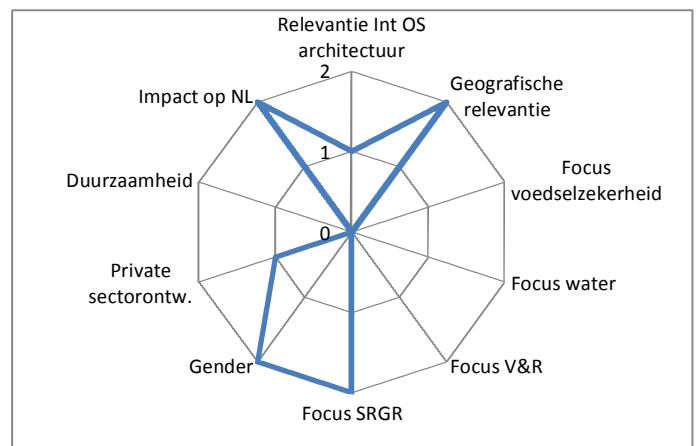 Relevantie Int OS
architectuur
2
Impact op NL
Geografische
relevantie
1
Duurzaamheid
Focus
voedselzekerheid
0
Private
sectorontw.
Focus water
Gender
Focus V&R
Focus SRGR